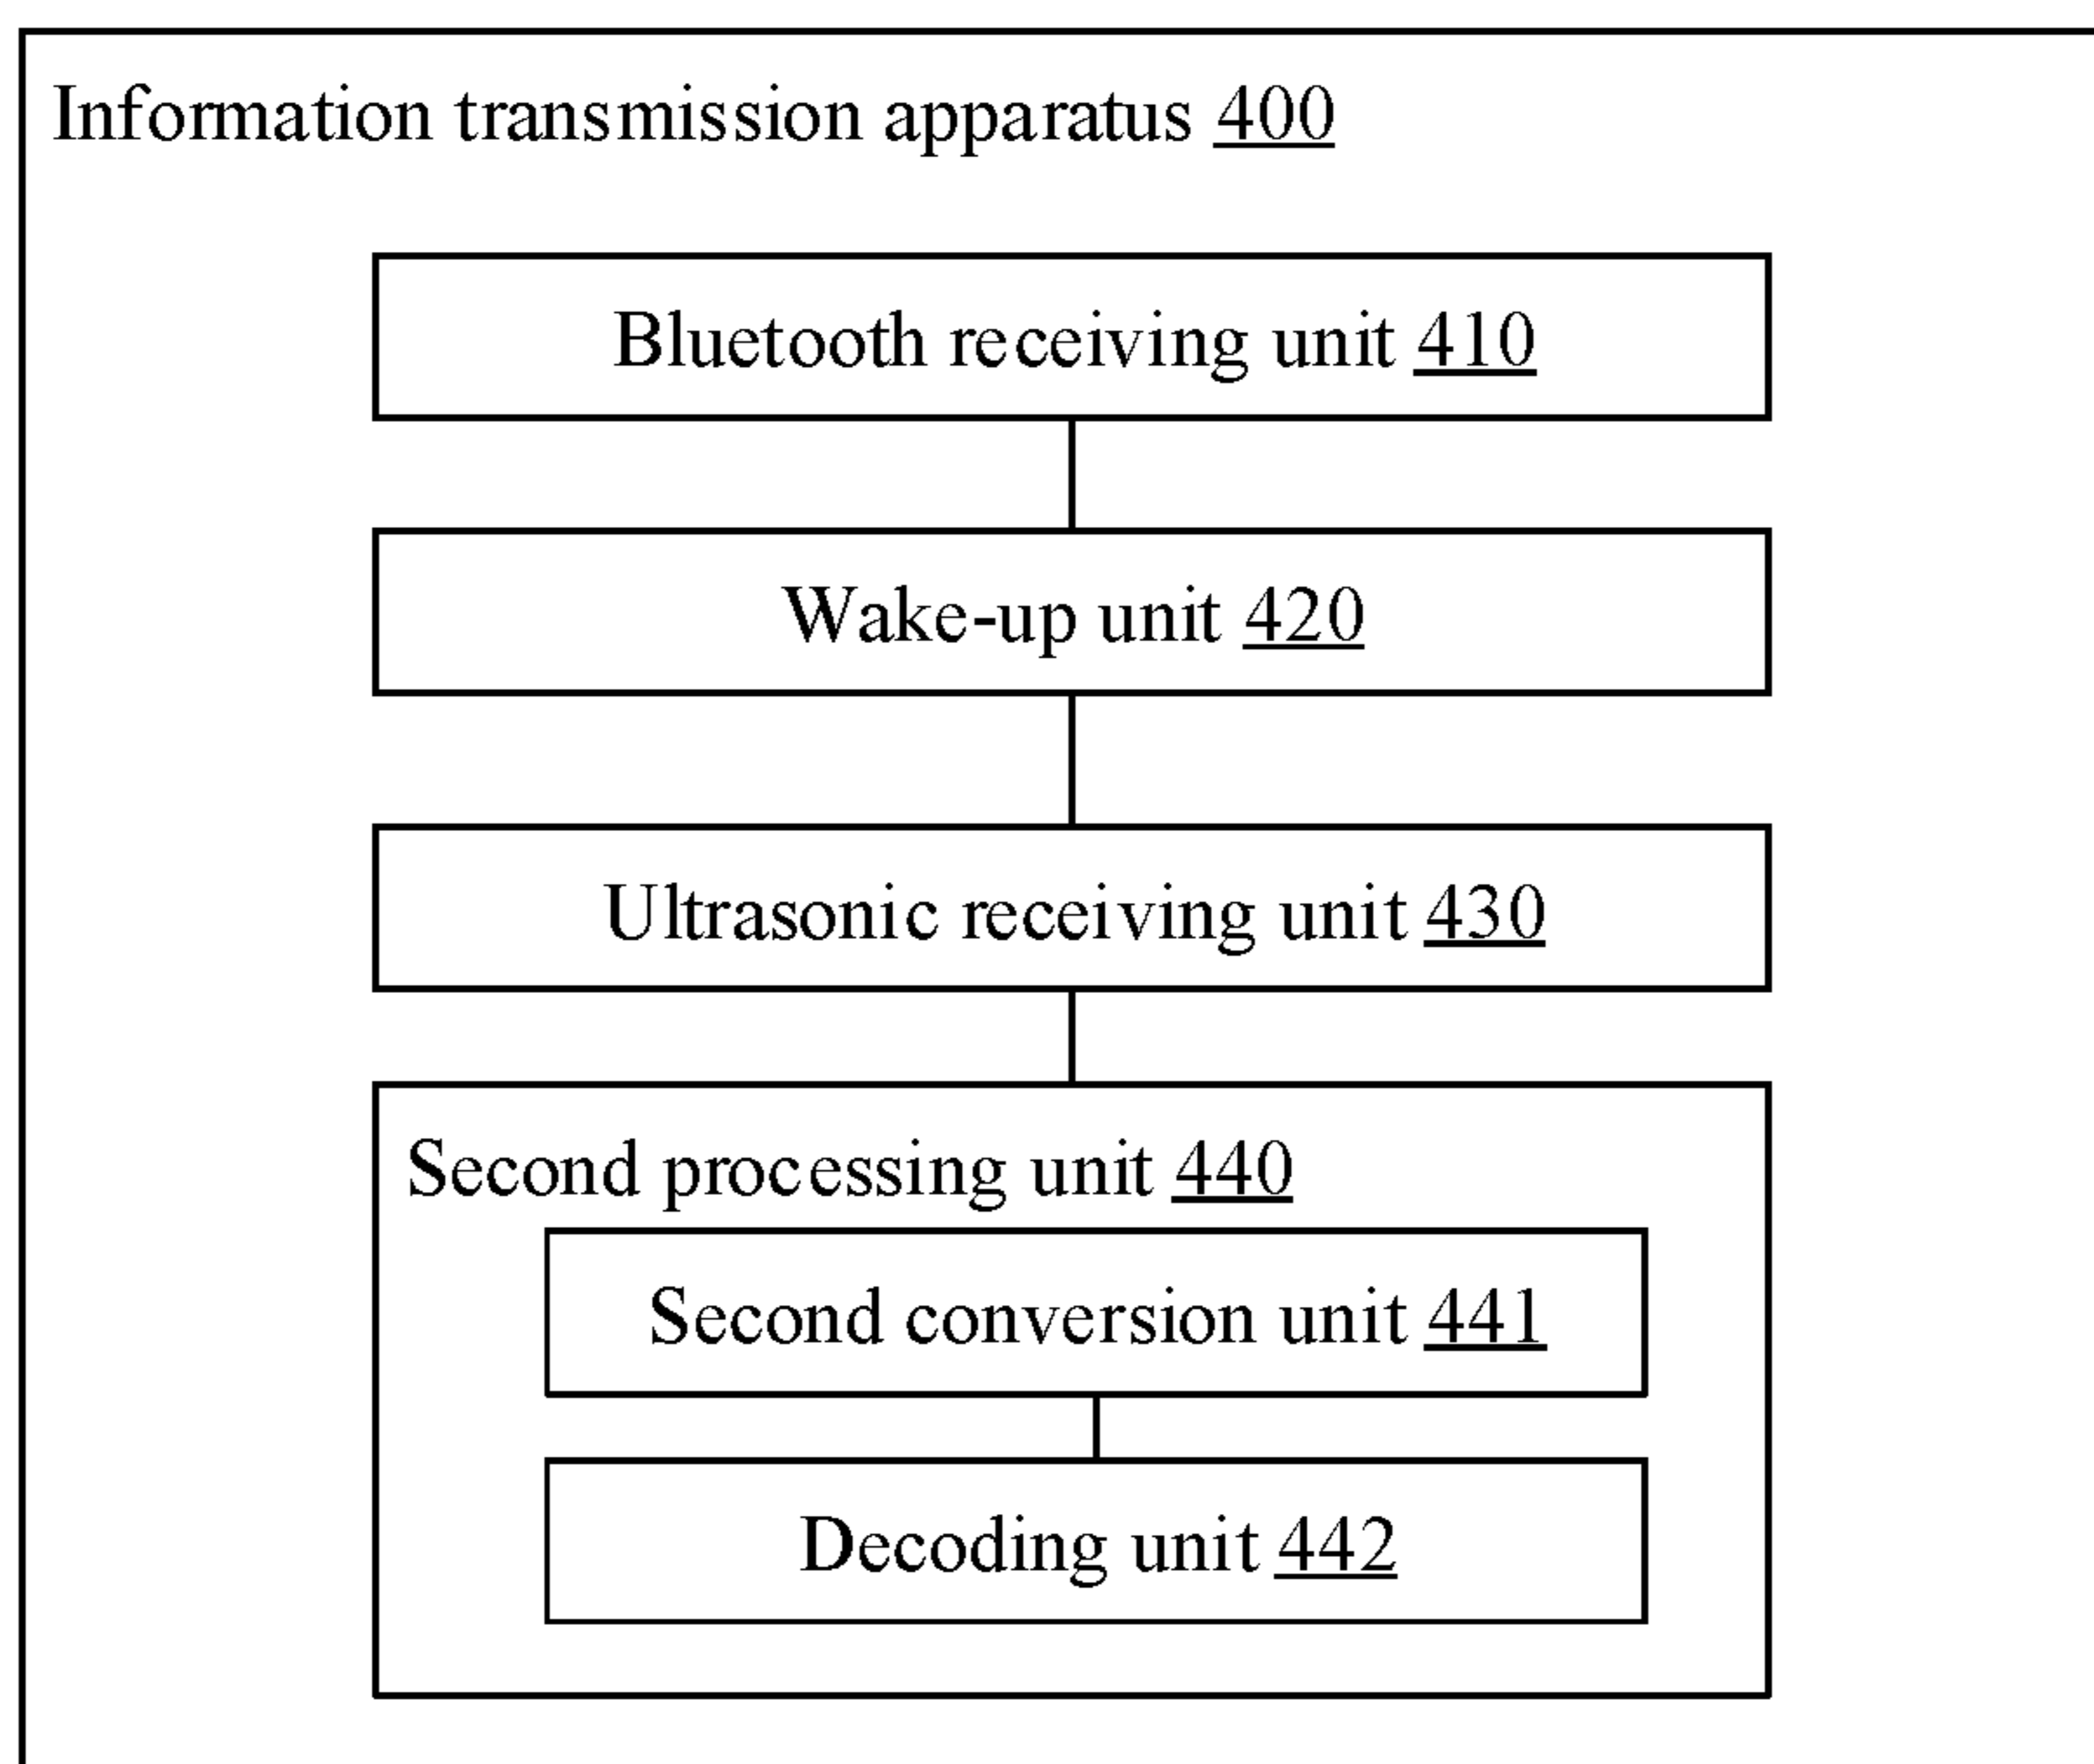 Information transmission apparatus 400
Bluetooth receiving unit 410
Wake-up unit 420
Ultrasonic receiving unit 430
Second processing unit 440
Second conversion unit 441
Decoding unit 442